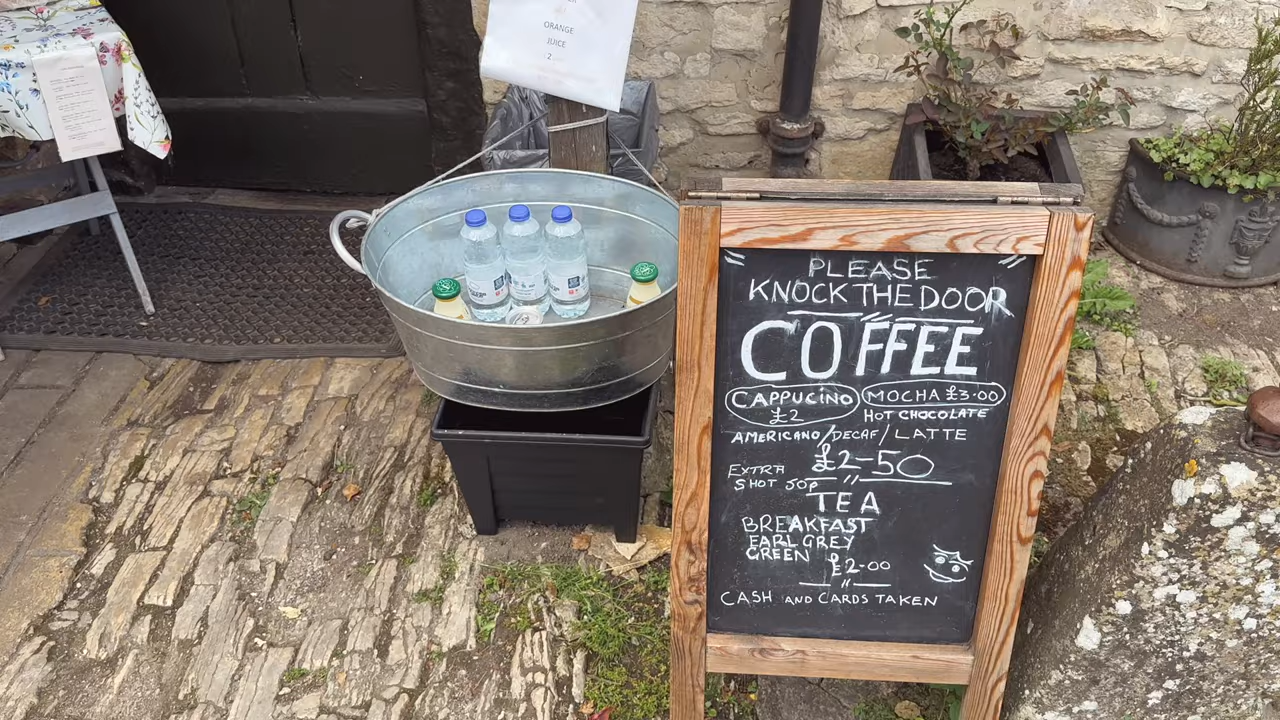 ORANGE
JUICE
2
PLEASE
KNOCK THE DOOR
COFFEE
CAPPUCINO
£2
MOCHA £3.00
HOT CHOCOLATE
AMERICANO/DECAF/LATTE
£2-50
EXTRA
SHOT 50p
TEA
BREAKFAST
EARL GREY
GREEN
£2.00
CASH AND CARDS TAKEN